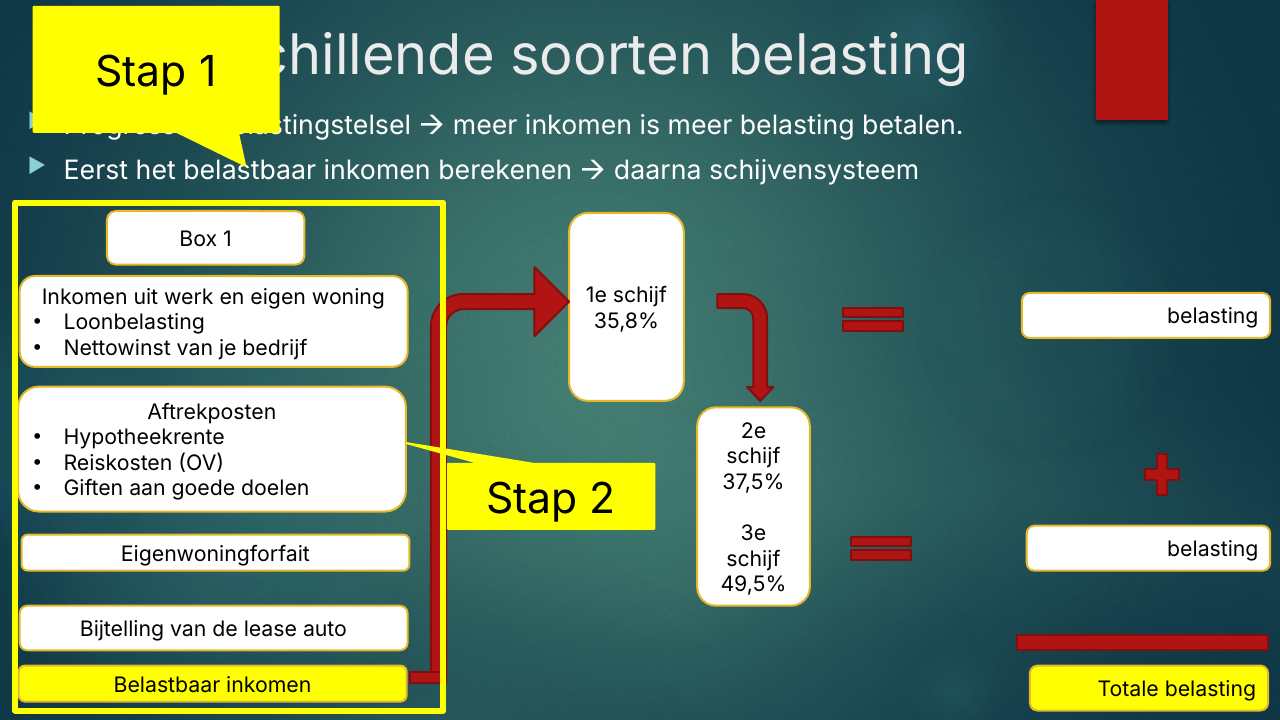 Stap 1
chillende soorten belasting
stingstelsel → meer inkomen is meer belasting betalen.
Eerst het belastbaar inkomen berekenen → daarna schijvensysteem
Box 1
Inkomen uit werk en eigen woning
• Loonbelasting
• Nettowinst van je bedrijf
Aftrekposten
• Hypotheekrente
• Reiskosten (OV)
• Giften aan goede doelen
Eigenwoningforfait
Bijtelling van de lease auto
Belastbaar inkomen
Stap 2
1e schijf
35,8%
2e
schijf
37,5%
3e
schijf
49,5%
belasting
belasting
Totale belasting